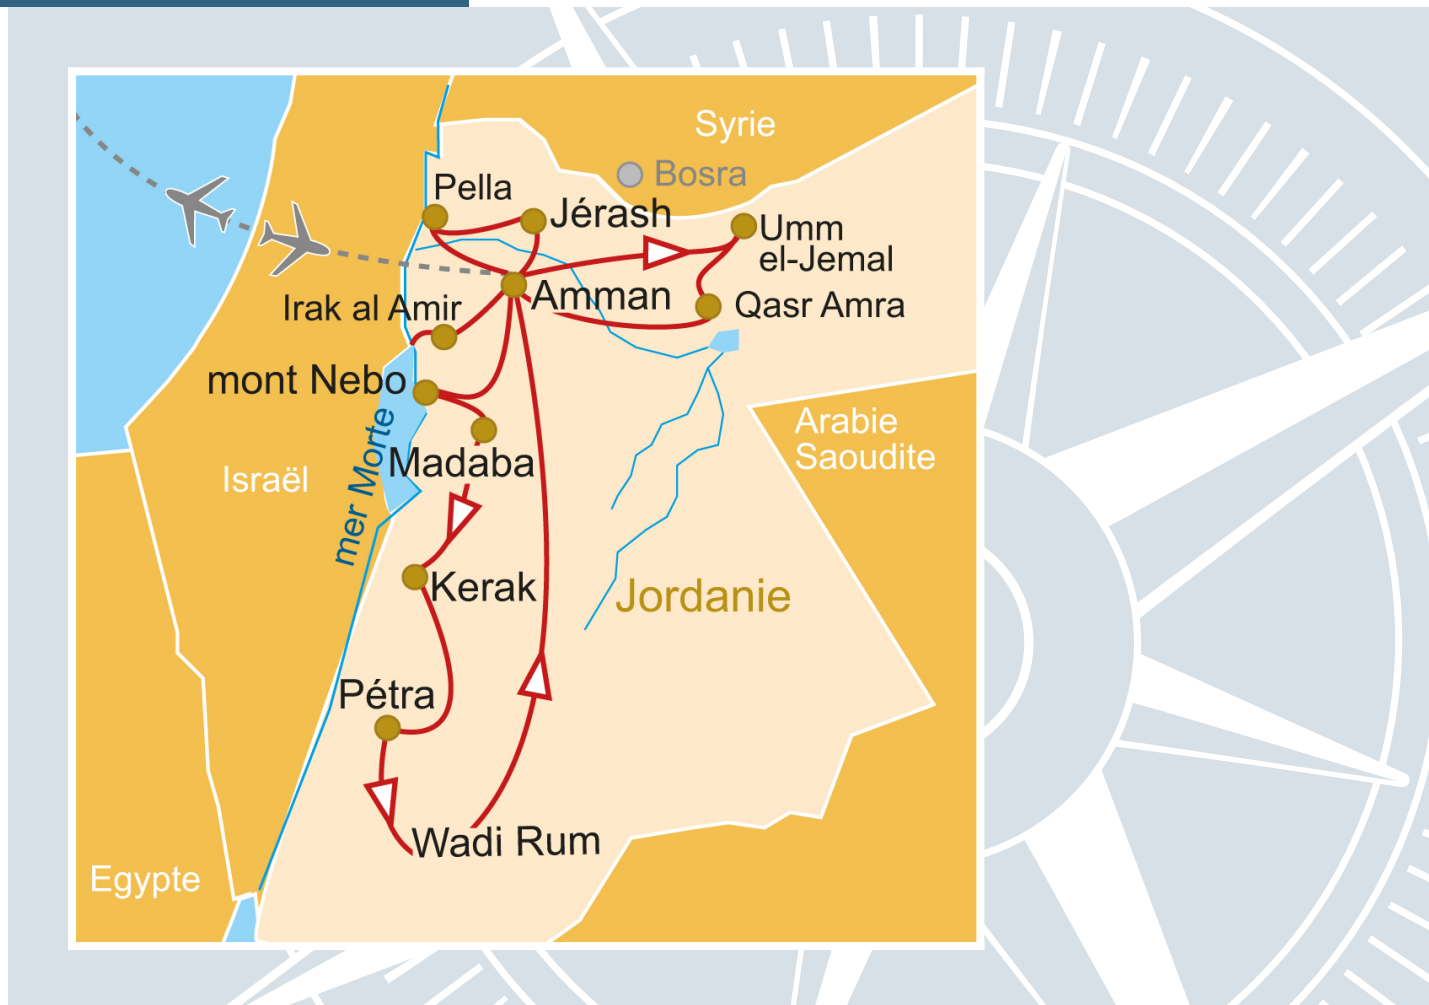 Syrie
Bosra
Pella
Jérash
Umm
el-Jemal
Amman
Irak al Amir
Qasr Amra
mont Nebo
Arabie
Saoudite
mer Morte
Madaba
Israël
Kerak
Jordanie
Pétra
Wadi Rum
Egypte